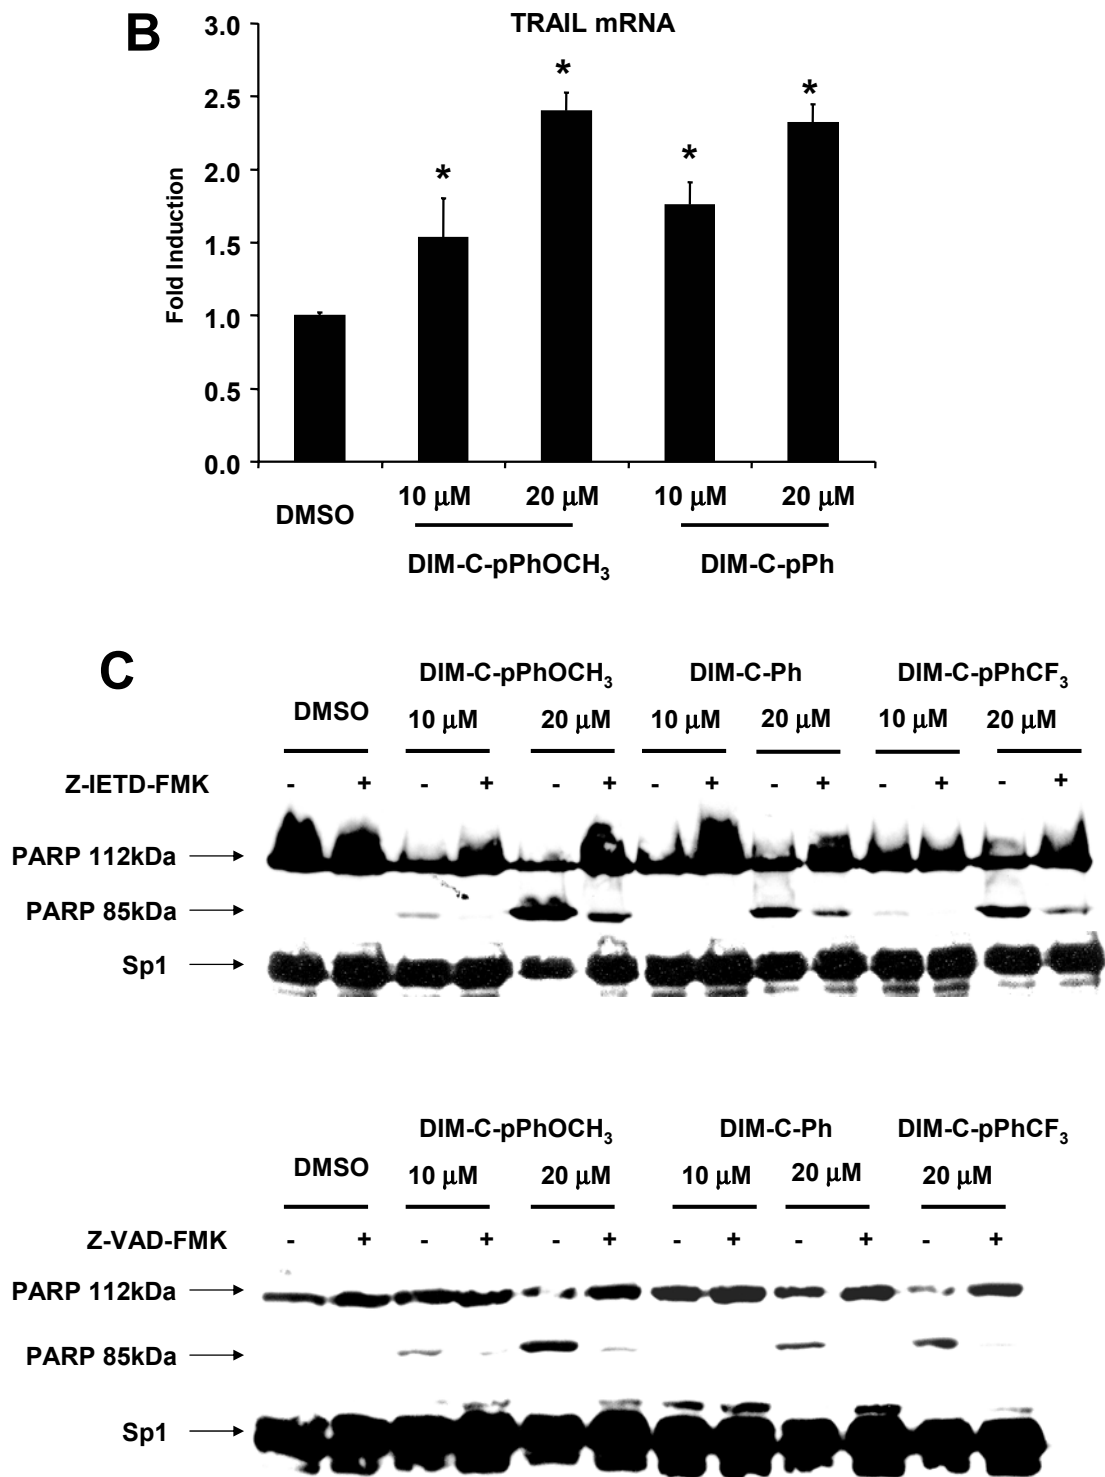 B
TRAIL mRNA
3.0
2.5
2.0
1.5
1.0
0.5
0.0
Fold Induction
* * * *
10 μM 20 μM 10 μM 20 μM
DMSO
DIM-C-pPhOCH₃ DIM-C-pPh
C
DIM-C-pPhOCH₃ DIM-C-Ph DIM-C-pPhCF₃
DMSO 10 μM 20 μM 10 μM 20 μM 10 μM 20 μM
Z-IETD-FMK - + - + - + - + - + - + - +
PARP 112kDa
PARP 85kDa
Sp1
DIM-C-pPhOCH₃ DIM-C-Ph DIM-C-pPhCF₃
DMSO 10 μM 20 μM 10 μM 20 μM 20 μM
Z-VAD-FMK - + - + - + - + - + - +
PARP 112kDa
PARP 85kDa
Sp1